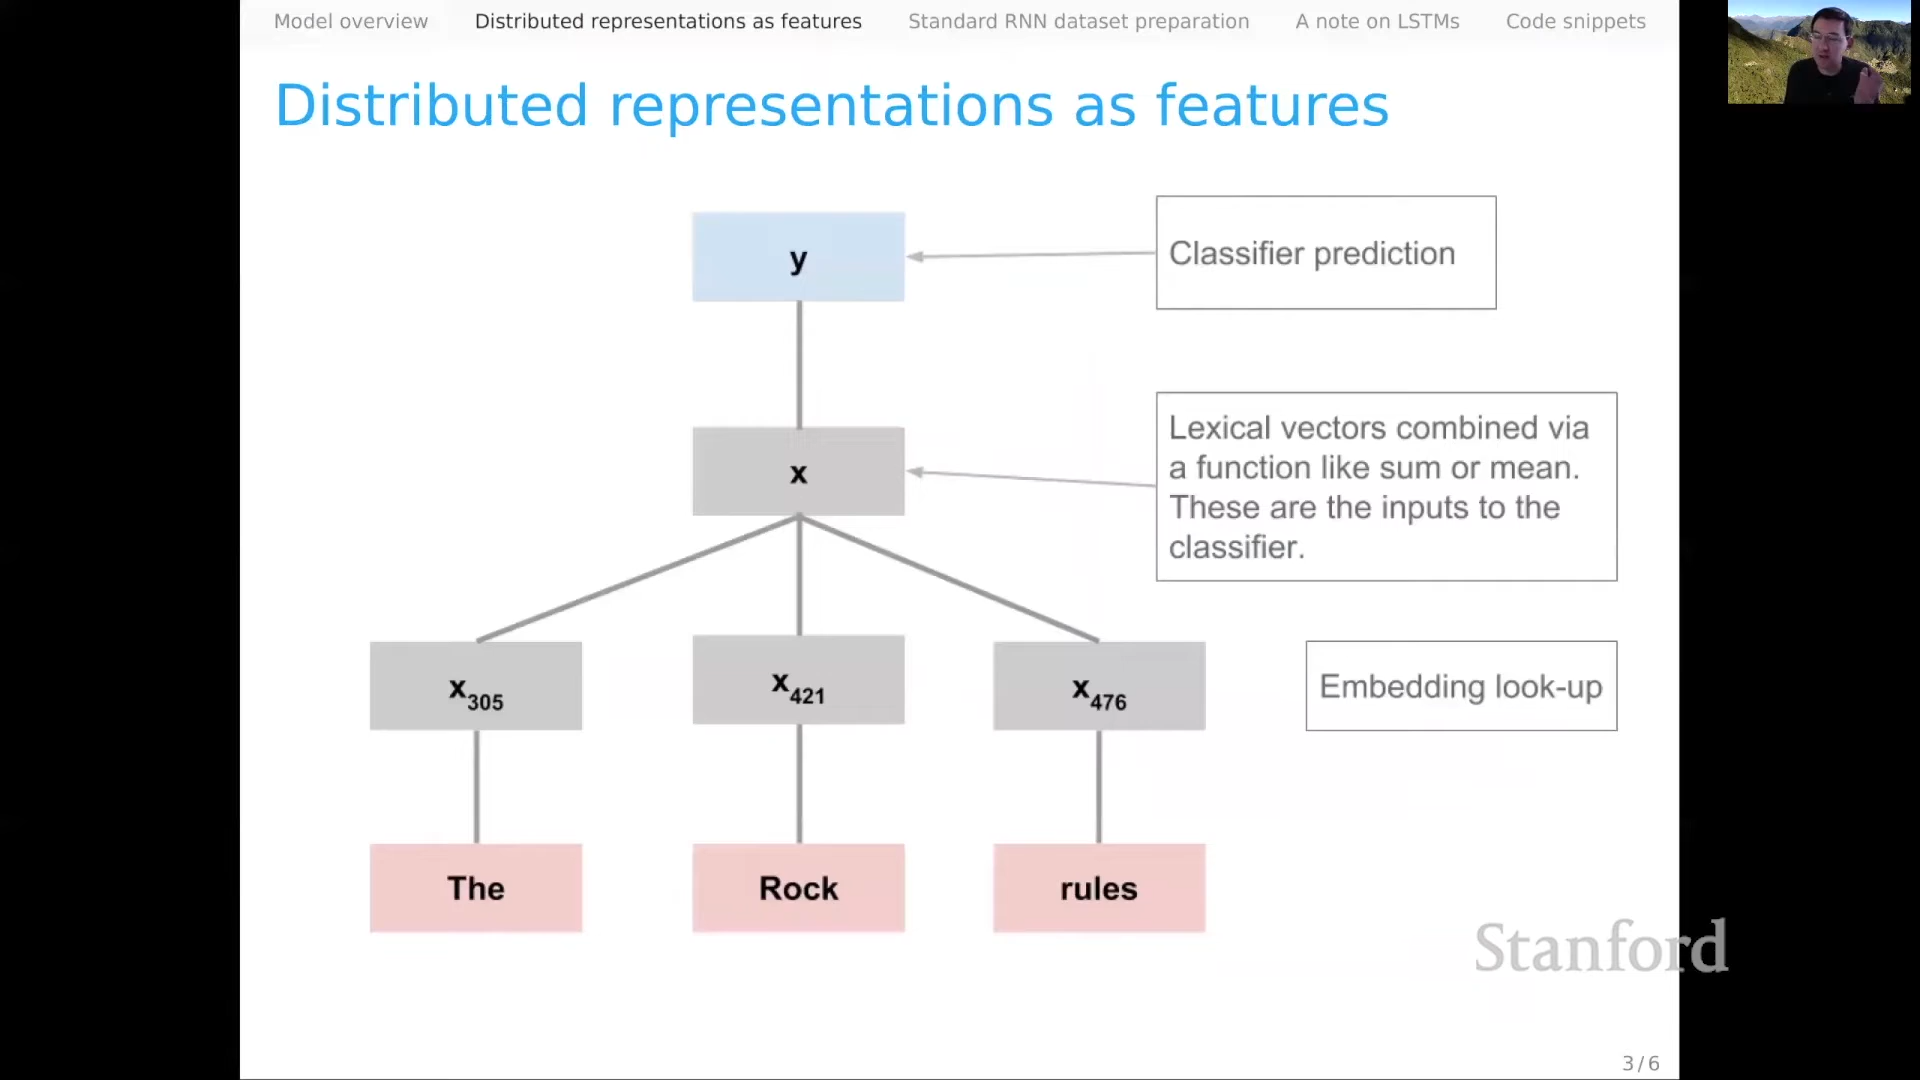 Model overview Distributed representations as features Standard RNN dataset preparation A note on LSTMs Code snippets
Distributed representations as features
y
Classifier prediction
x
Lexical vectors combined via
a function like sum or mean.
These are the inputs to the
classifier.
x305 x421 x476
Embedding look-up
The Rock rules
Stanford
3/6